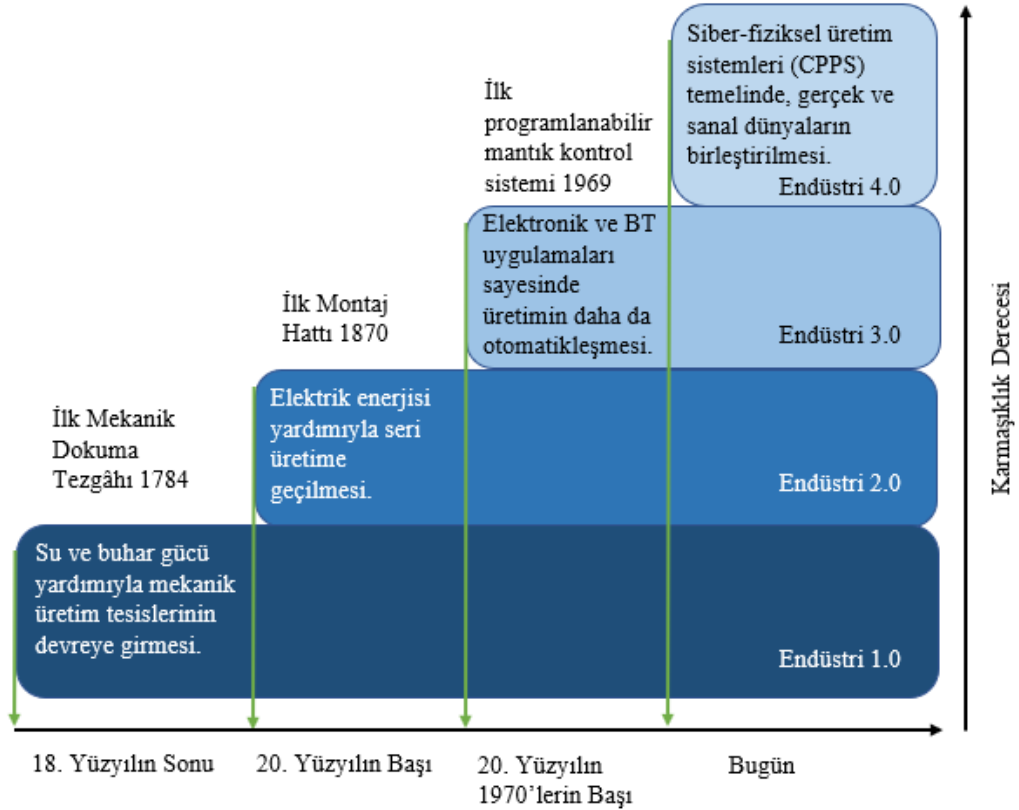 Siber-fiziksel üretim
sistemleri (CPPS)
temelinde, gerçek ve
sanal dünyaların
birleştirilmesi.
Endüstri 4.0
İlk
programlanabilir
mantık kontrol
sistemi 1969
Elektronik ve BT
uygulamaları
sayesinde
üretimin daha da
otomatikleşmesi.
Endüstri 3.0
İlk Montaj
Hattı 1870
Elektrik enerjisi
yardımıyla seri
üretime
geçilmesi.
Endüstri 2.0
İlk Mekanik
Dokuma
Tezgâhı 1784
Su ve buhar gücü
yardımıyla mekanik
üretim tesislerinin
devreye girmesi.
Endüstri 1.0
Karmaşıklık Derecesi
18. Yüzyılın Sonu
20. Yüzyılın Başı
20. Yüzyılın
1970’lerin Başı
Bugün